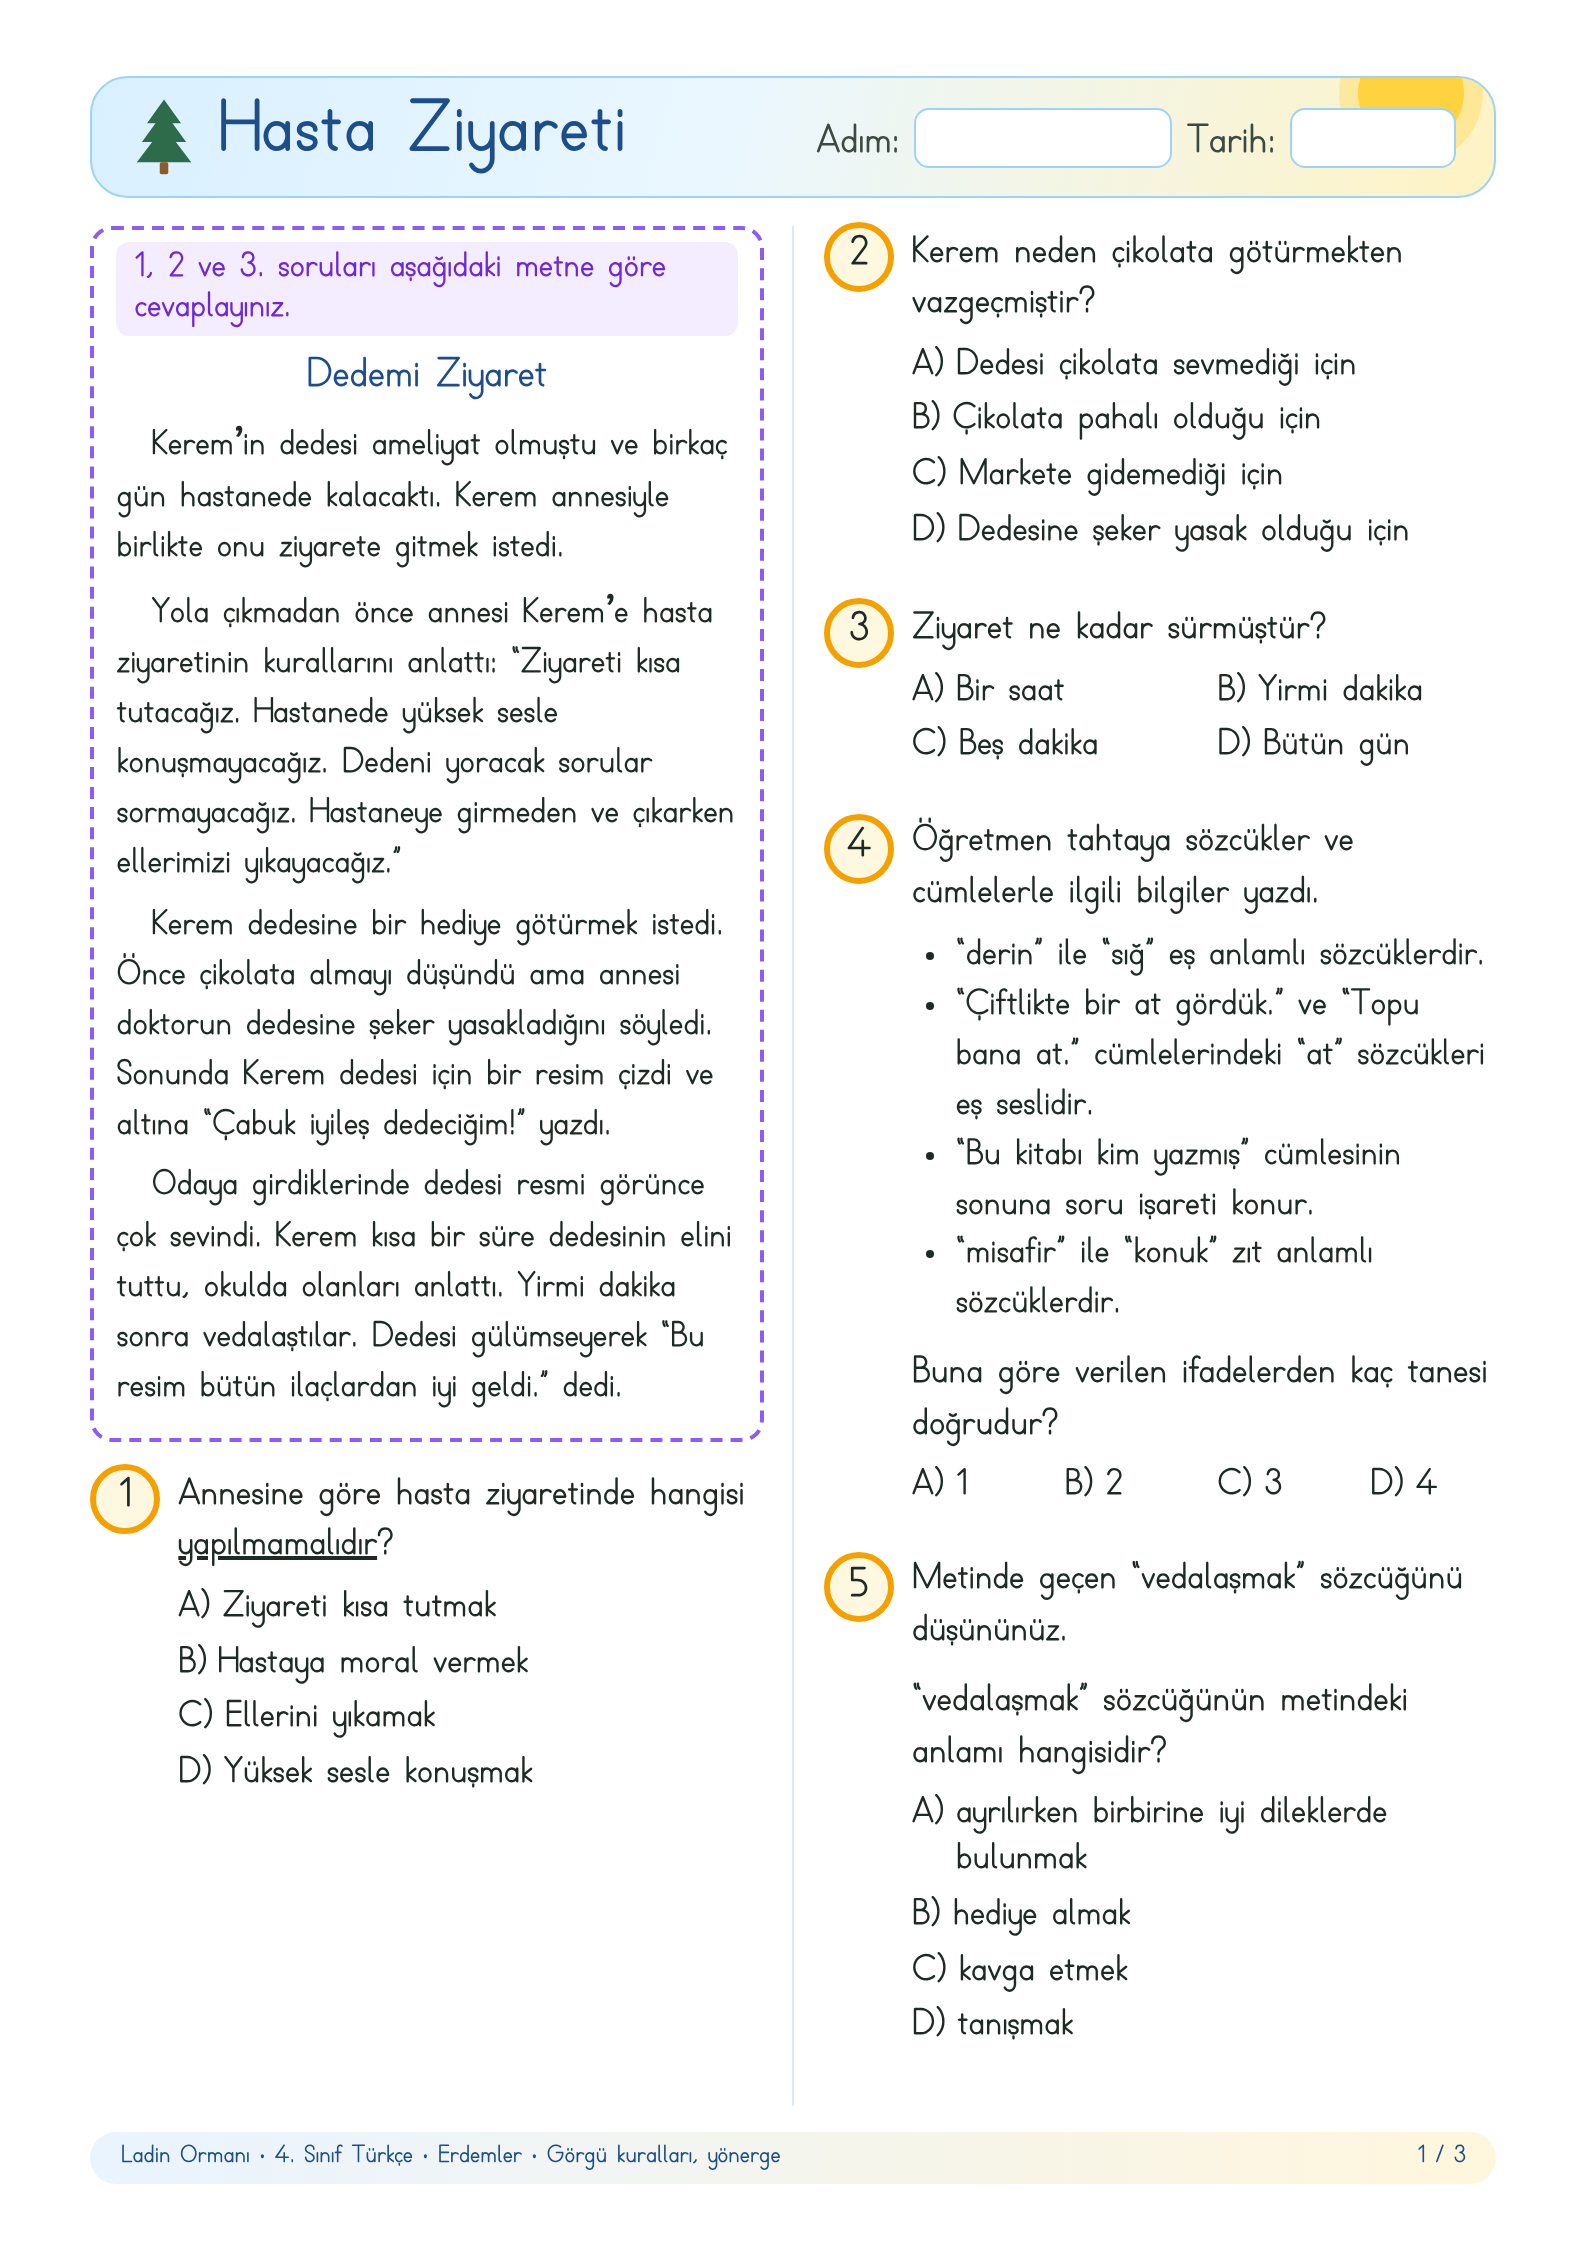 Hasta Ziyareti
Adım:
Tarih:
1, 2 ve 3. soruları aşağıdaki metne göre
cevaplayınız.
Dedemi Ziyaret
Kerem’in dedesi ameliyat olmuştu ve birkaç
gün hastanede kalacaktı. Kerem annesiyle
birlikte onu ziyarete gitmek istedi.
Yola çıkmadan önce annesi Kerem’e hasta
ziyaretinin kurallarını anlattı: “Ziyareti kısa
tutacağız. Hastanede yüksek sesle
konuşmayacağız. Dedeni yoracak sorular
sormayacağız. Hastaneye girmeden ve çıkarken
ellerimizi yıkayacağız.”
Kerem dedesine bir hediye götürmek istedi.
Önce çikolata almayı düşündü ama annesi
doktorun dedesine şeker yasakladığını söyledi.
Sonunda Kerem dedesi için bir resim çizdi ve
altına “Çabuk iyileş dedeciğim!” yazdı.
Odaya girdiklerinde dedesi resmi görünce
çok sevindi. Kerem kısa bir süre dedesinin elini
tuttu, okulda olanları anlattı. Yirmi dakika
sonra vedalaştılar. Dedesi gülümseyerek “Bu
resim bütün ilaçlardan iyi geldi.” dedi.
1
Annesine göre hasta ziyaretinde hangisi
yapılmamalıdır?
A) Ziyareti kısa tutmak
B) Hastaya moral vermek
C) Ellerini yıkamak
D) Yüksek sesle konuşmak
2
Kerem neden çikolata götürmekten
vazgeçmiştir?
A) Dedesi çikolata sevmediği için
B) Çikolata pahalı olduğu için
C) Markete gidemediği için
D) Dedesine şeker yasak olduğu için
3
Ziyaret ne kadar sürmüştür?
A) Bir saat B) Yirmi dakika
C) Beş dakika D) Bütün gün
4
Öğretmen tahtaya sözcükler ve
cümlelerle ilgili bilgiler yazdı.
• “derin” ile “sığ” eş anlamlı sözcüklerdir.
• “Çiftlikte bir at gördük.” ve “Topu
bana at.” cümlelerindeki “at” sözcükleri
eş seslidir.
• “Bu kitabı kim yazmış” cümlesinin
sonuna soru işareti konur.
• “misafir” ile “konuk” zıt anlamlı
sözcüklerdir.
Buna göre verilen ifadelerden kaç tanesi
doğrudur?
A) 1 B) 2 C) 3 D) 4
5
Metinde geçen “vedalaşmak” sözcüğünü
düşününüz.
“vedalaşmak” sözcüğünün metindeki
anlamı hangisidir?
A) ayrılırken birbirine iyi dileklerde
bulunmak
B) hediye almak
C) kavga etmek
D) tanışmak
Ladin Ormanı • 4. Sınıf Türkçe • Erdemler • Görgü kuralları, yönerge
1 / 3